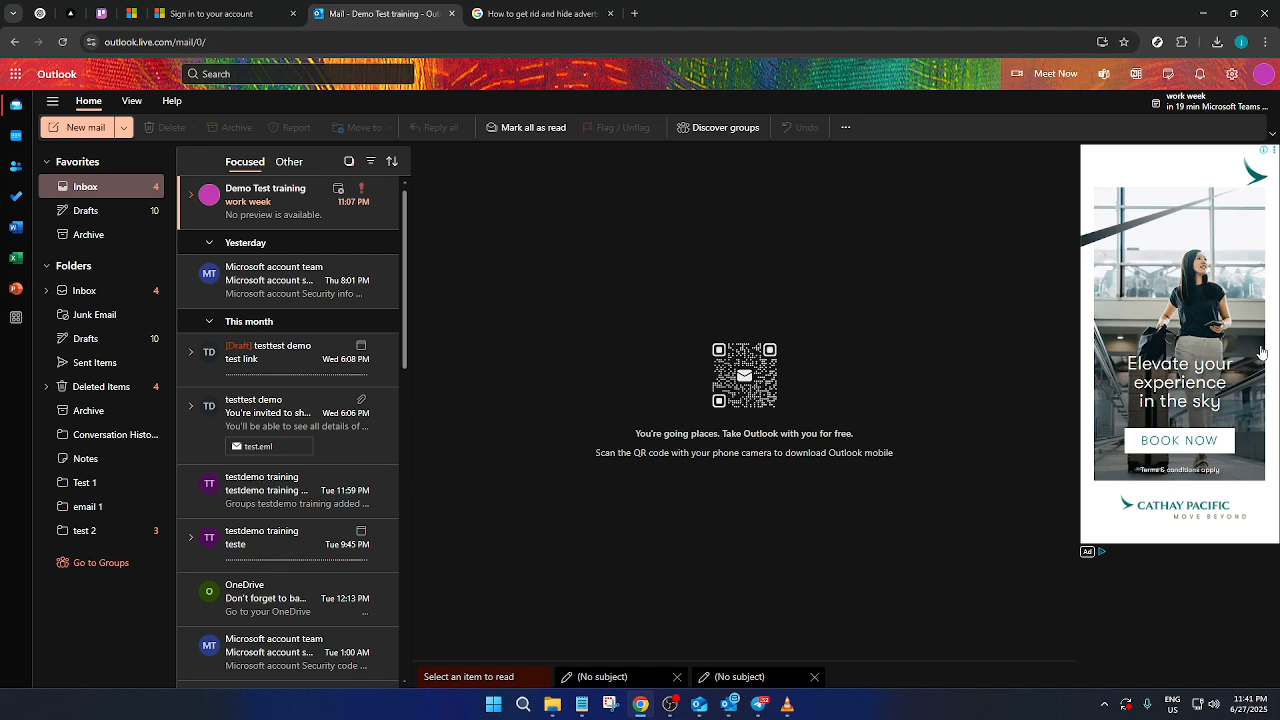 Sign in to your account
Mail - Demo Test training - Out
How to get rid and hide adverts
outlook.live.com/mail/0/
Outlook
Search
Meet Now
work week
in 19 min Microsoft Teams ...
Home
View
Help
New mail
Delete
Archive
Report
Move to
Reply all
Mark all as read
Flag / Unflag
Discover groups
Undo
Favorites
Inbox 4
Drafts 10
Archive
Folders
Inbox 4
Junk Email
Drafts 10
Sent Items
Deleted Items 4
Archive
Conversation Histo...
Notes
Test 1
email 1
test 2 3
Go to Groups
Focused
Other
Demo Test training
work week 11:07 PM
No preview is available.
Yesterday
MT
Microsoft account team
Microsoft account s... Thu 8:01 PM
Microsoft account Security info ...
This month
TD
[Draft] testtest demo
test link Wed 6:08 PM
TD
testtest demo
You're invited to sh... Wed 6:06 PM
You'll be able to see all details of ...
test.eml
TT
testdemo training
testdemo training ... Tue 11:59 PM
Groups testdemo training added ...
TT
testdemo training
teste Tue 9:45 PM
O
OneDrive
Don't forget to ba... Tue 12:13 PM
Go to your OneDrive ...
MT
Microsoft account team
Microsoft account s... Tue 1:00 AM
Microsoft account Security code ...
You're going places. Take Outlook with you for free.
Scan the QR code with your phone camera to download Outlook mobile
Select an item to read
(No subject)
(No subject)
Elevate your
experience
in the sky
BOOK NOW
*Terms & conditions apply
CATHAY PACIFIC
MOVE BEYOND
Ad
ENG
US
11:41 PM
6/27/2025